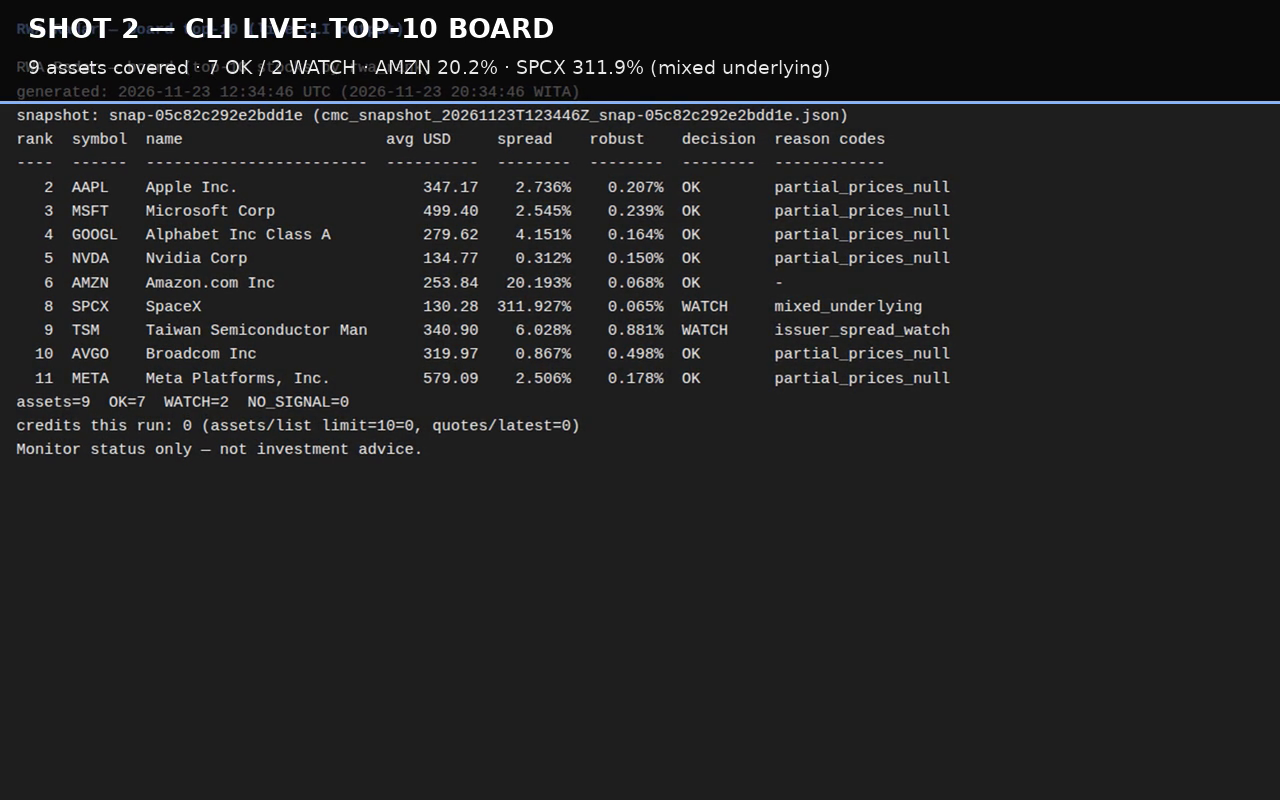 SHOT 2 — CLI LIVE: TOP-10 BOARD
9 assets covered · 7 OK / 2 WATCH · AMZN 20.2% · SPCX 311.9% (mixed underlying)
generated: 2026-11-23 12:34:46 UTC (2026-11-23 20:34:46 WITA)
snapshot: snap-05c82c292e2bdd1e (cmc_snapshot_20261123T123446Z_snap-05c82c292e2bdd1e.json)
rank symbol name avg USD spread robust decision reason codes
---- ------ ------------------------ ---------- -------- -------- -------- ------------
2 AAPL Apple Inc. 347.17 2.736% 0.207% OK partial_prices_null
3 MSFT Microsoft Corp 499.40 2.545% 0.239% OK partial_prices_null
4 GOOGL Alphabet Inc Class A 279.62 4.151% 0.164% OK partial_prices_null
5 NVDA Nvidia Corp 134.77 0.312% 0.150% OK partial_prices_null
6 AMZN Amazon.com Inc 253.84 20.193% 0.068% OK -
8 SPCX SpaceX 130.28 311.927% 0.065% WATCH mixed_underlying
9 TSM Taiwan Semiconductor Man 340.90 6.028% 0.881% WATCH issuer_spread_watch
10 AVGO Broadcom Inc 319.97 0.867% 0.498% OK partial_prices_null
11 META Meta Platforms, Inc. 579.09 2.506% 0.178% OK partial_prices_null
assets=9 OK=7 WATCH=2 NO_SIGNAL=0
credits this run: 0 (assets/list limit=10=0, quotes/latest=0)
Monitor status only — not investment advice.